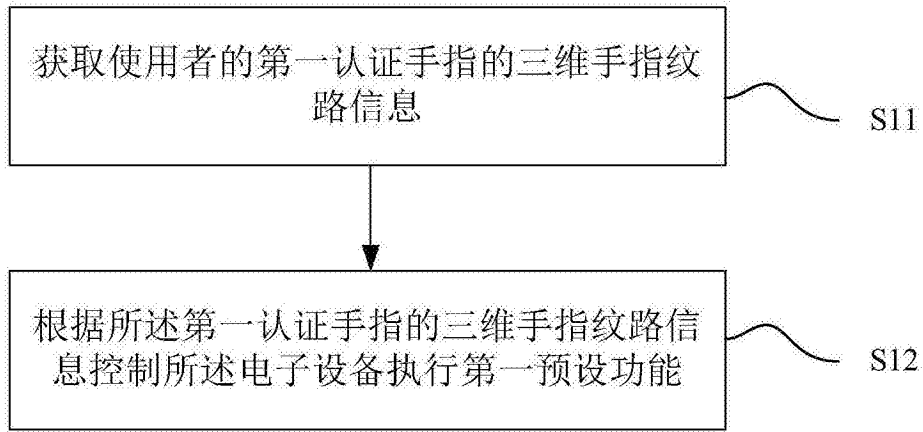 获取使用者的第一认证手指的三维手指纹
路信息
S11
根据所述第一认证手指的三维手指纹路信
息控制所述电子设备执行第一预设功能
S12